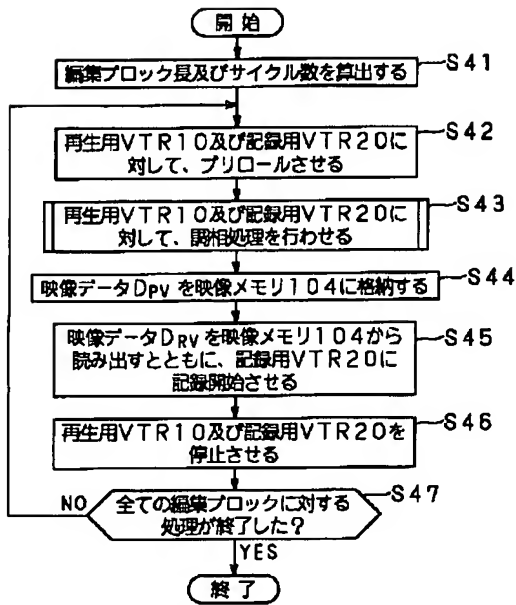 開始
編集ブロック長及びサイクル数を算出する
S41
再生用VTR10及び記録用VTR20に
対して、プリロールさせる
S42
再生用VTR10及び記録用VTR20に
対して、調相処理を行わせる
S43
映像データDPVを映像メモリ104に格納する
S44
映像データDRVを映像メモリ104から
読み出すとともに、記録用VTR20に
記録開始させる
S45
再生用VTR10及び記録用VTR20を
停止させる
S46
NO
全ての編集ブロックに対する
処理が終了した?
S47
YES
終了